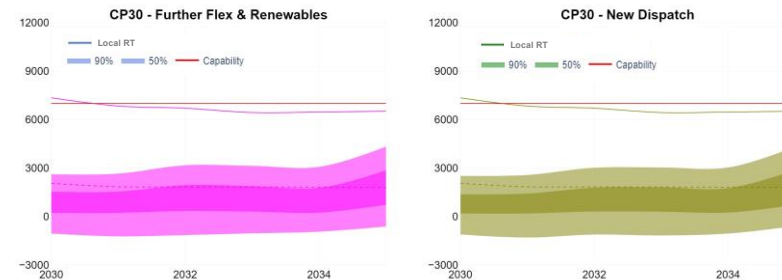 CP30 - Further Flex & Renewables
12000
Local RT
90% 50% Capability
9000
6000
3000
0
−3000
2030 2032 2034
CP30 - New Dispatch
12000
Local RT
90% 50% Capability
9000
6000
3000
0
−3000
2030 2032 2034